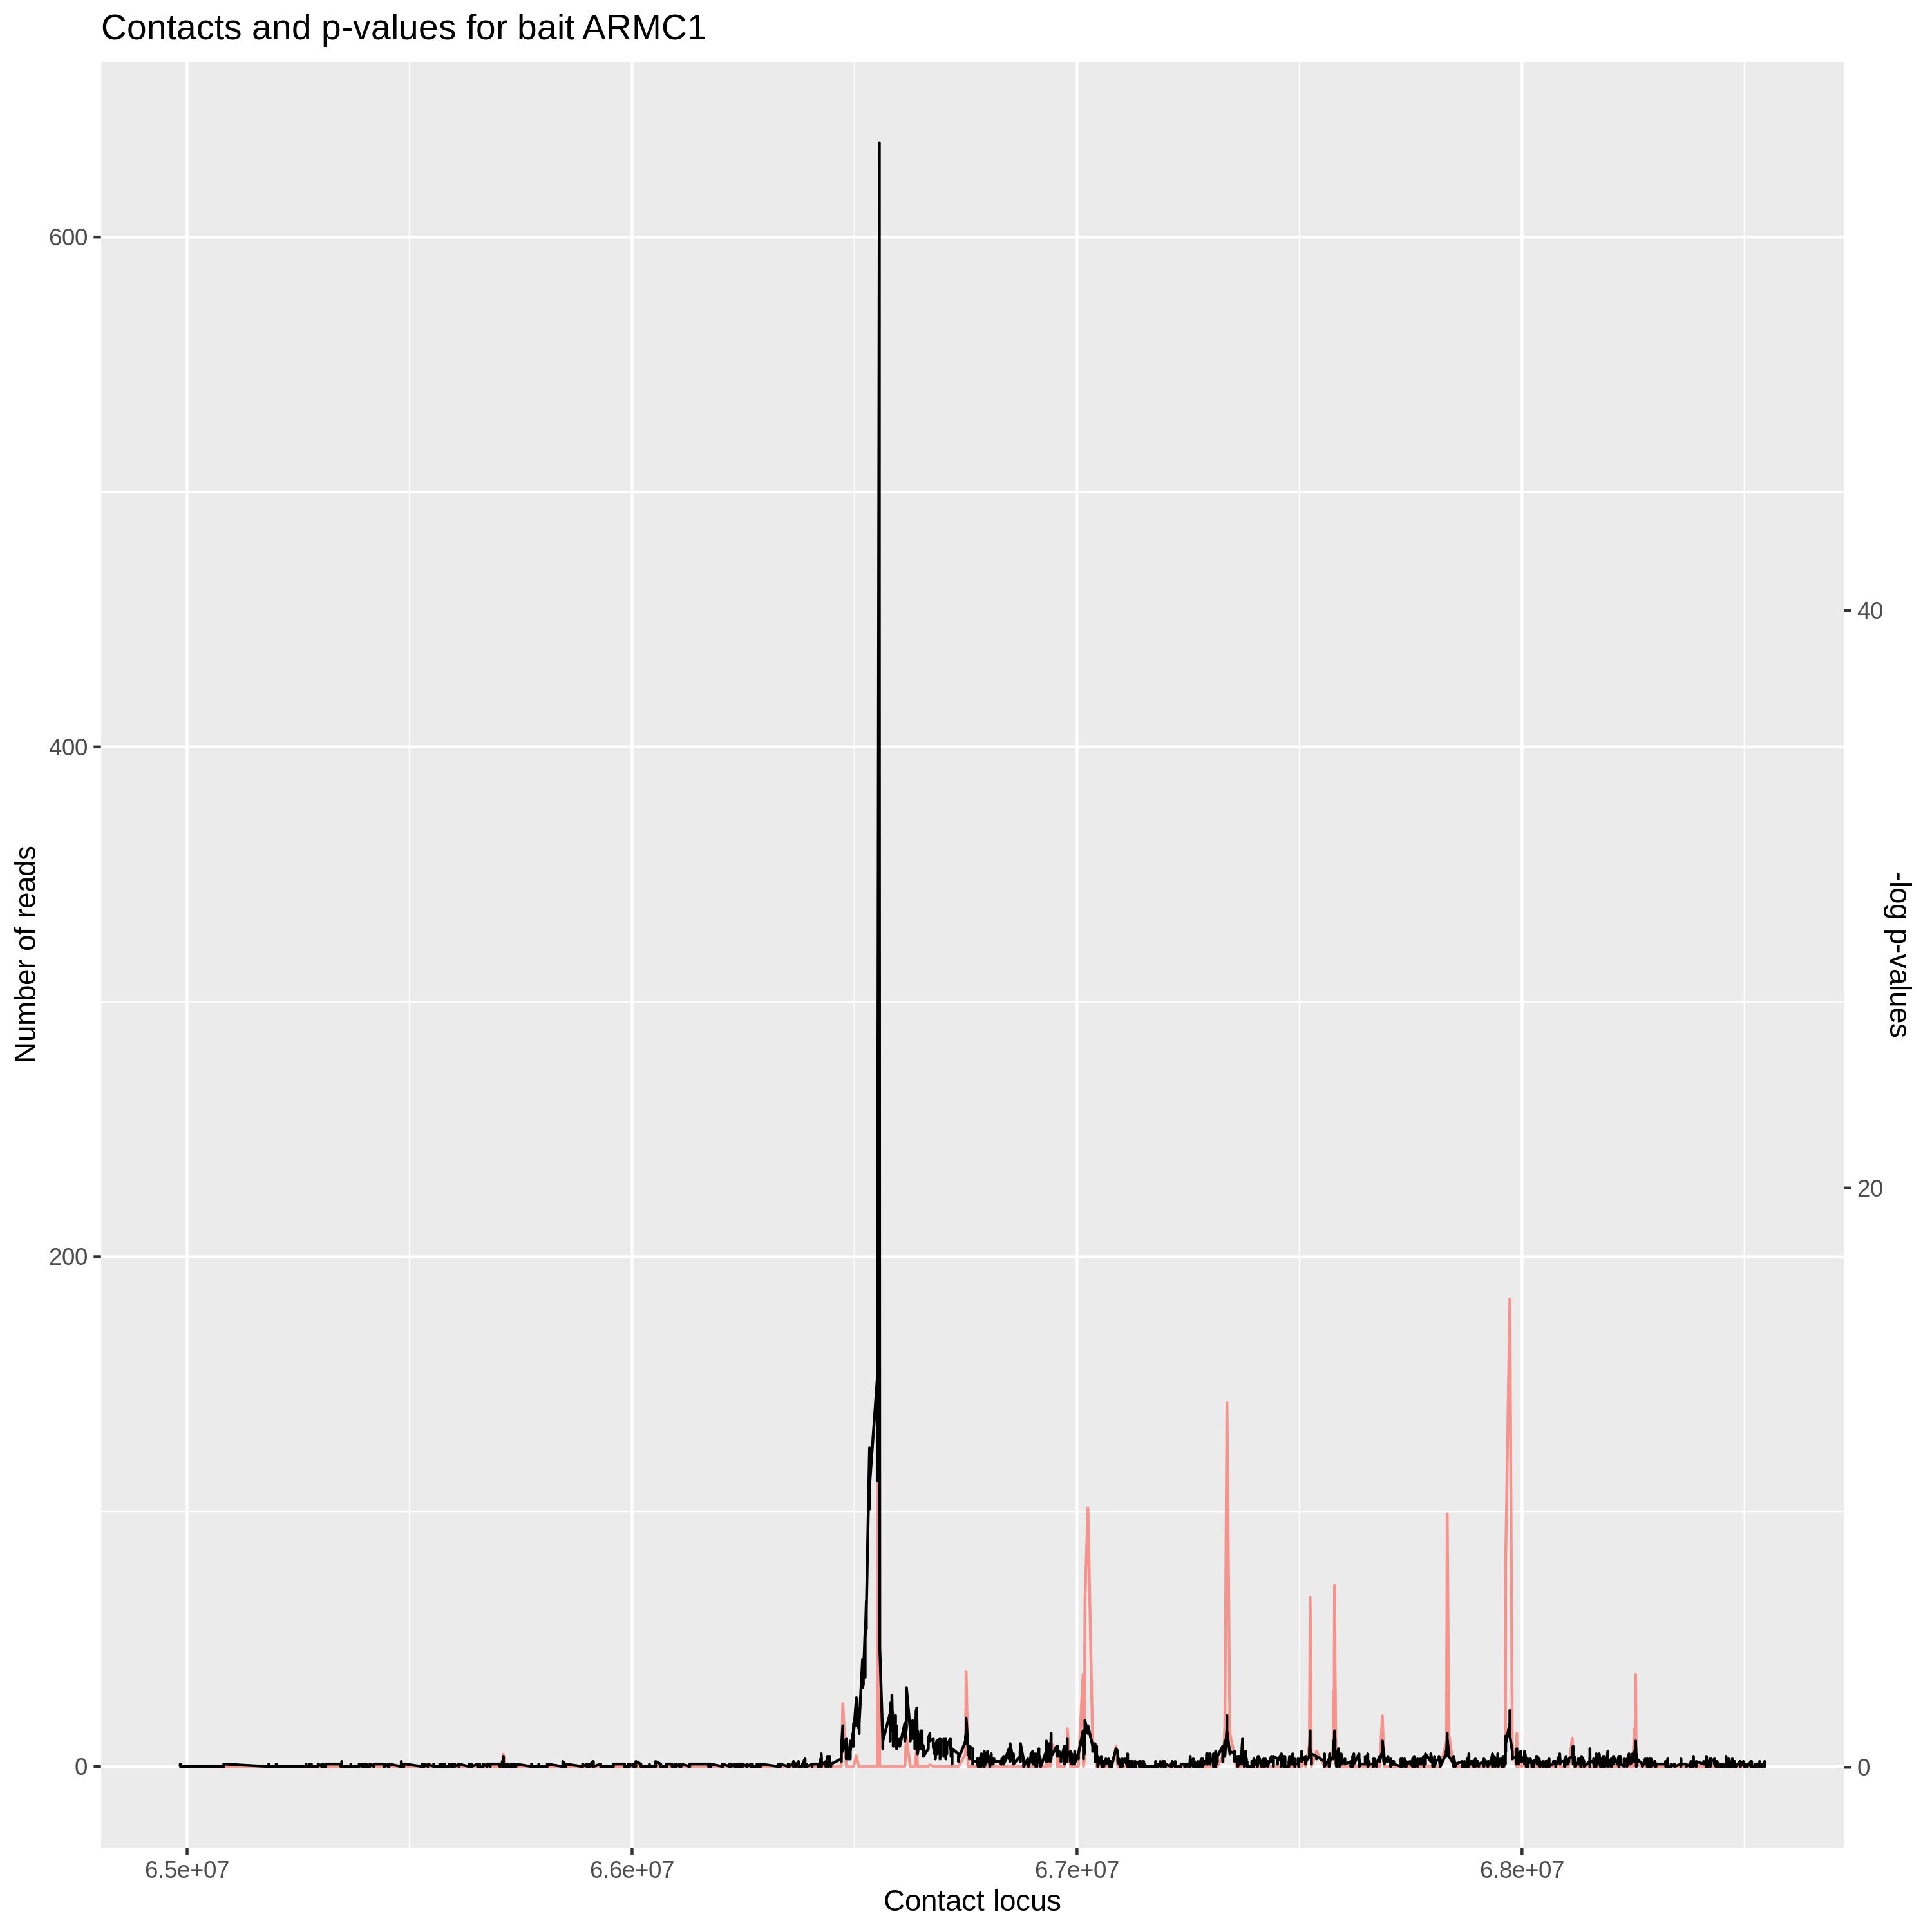 Contacts and p-values for bait ARMC1
600
400
200
0
Number of reads
40
20
0
-log p-values
6.5e+07
6.6e+07
6.7e+07
6.8e+07
Contact locus